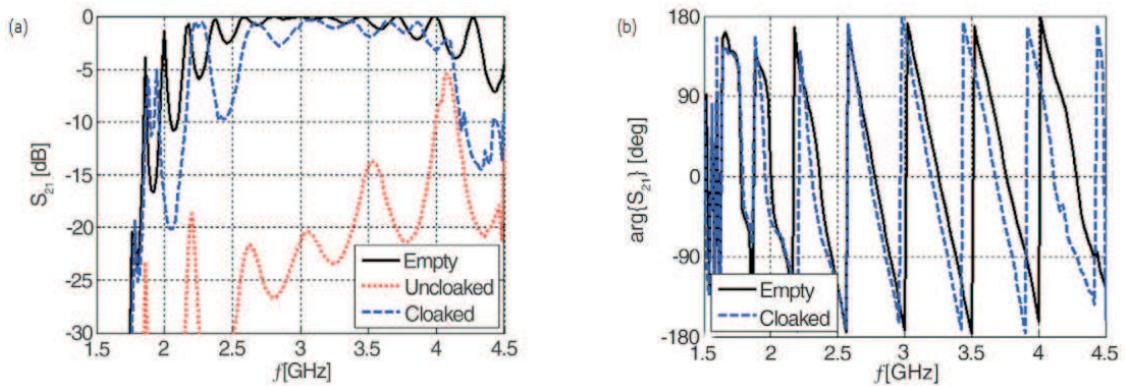 (a)
S21 [dB]
0
-5
-10
-15
-20
-25
-30
Empty
Uncloaked
Cloaked
1.5
2
2.5
3
3.5
4
4.5
f[GHz]
(b)
arg{S21} [deg]
180
90
0
-90
-180
Empty
Cloaked
1.5
2
2.5
3
3.5
4
4.5
f[GHz]